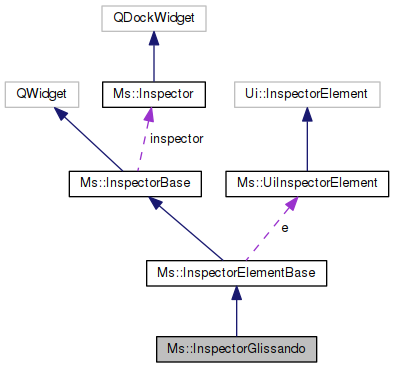 QDockWidget
QWidget
Ms::Inspector
Ui::InspectorElement
inspector
Ms::InspectorBase
Ms::UiInspectorElement
e
Ms::InspectorElementBase
Ms::InspectorGlissando